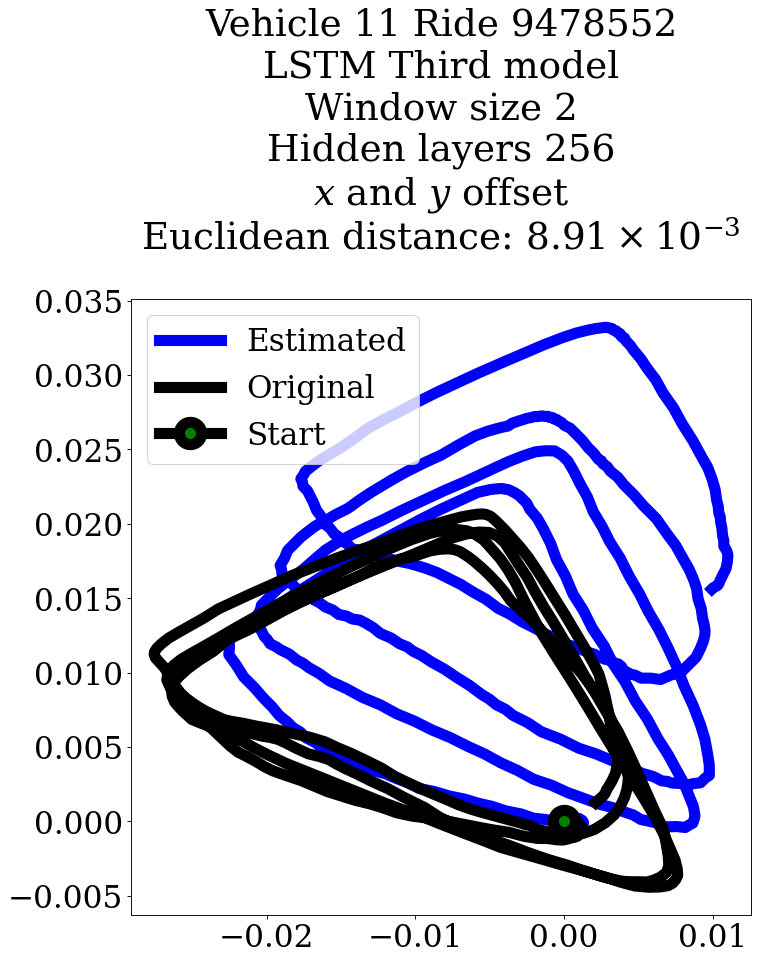 Vehicle 11 Ride 9478552
LSTM Third model
Window size 2
Hidden layers 256
x and y offset
Euclidean distance: 8.91 × 10⁻³
0.035
Estimated
0.030
Original
Start
0.025
0.020
0.015
0.010
0.005
0.000
−0.005
−0.02 −0.01 0.00 0.01